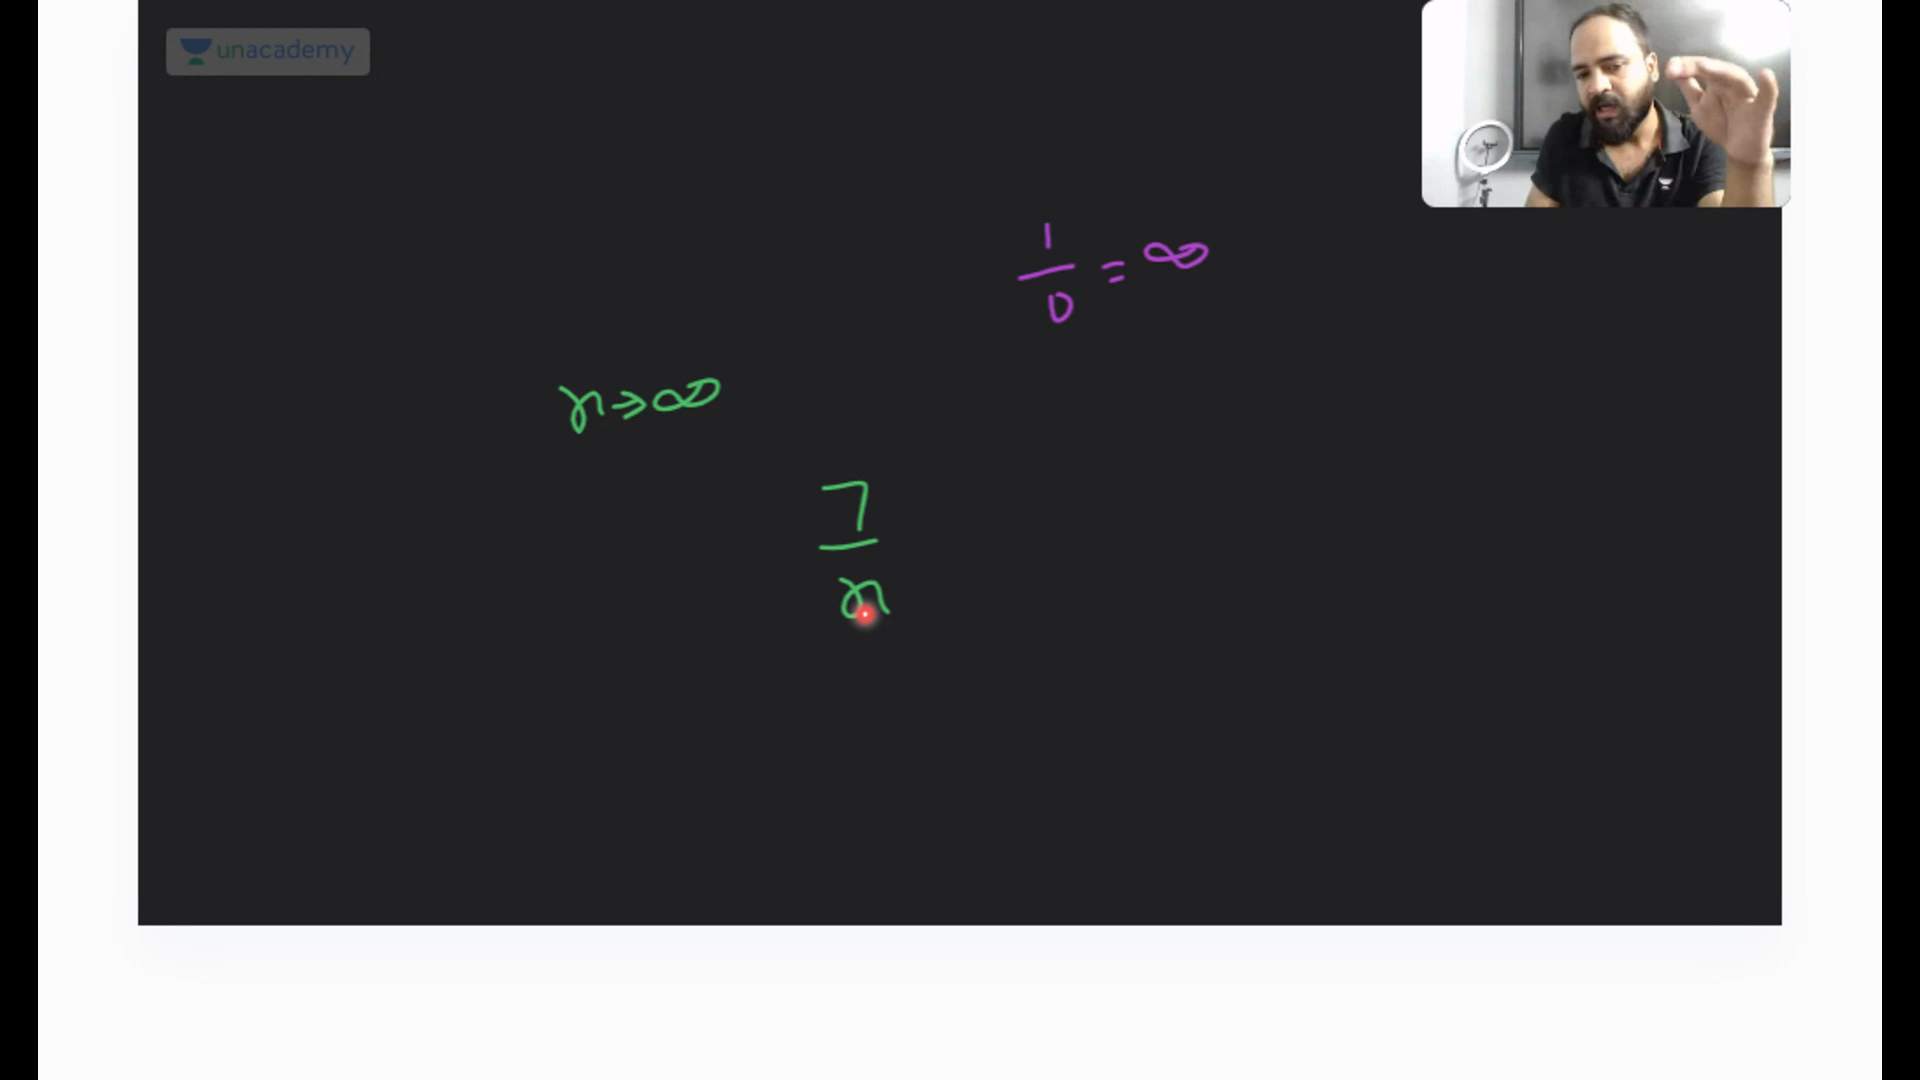 unacademy
1/0 = ∞
n→∞
7/n